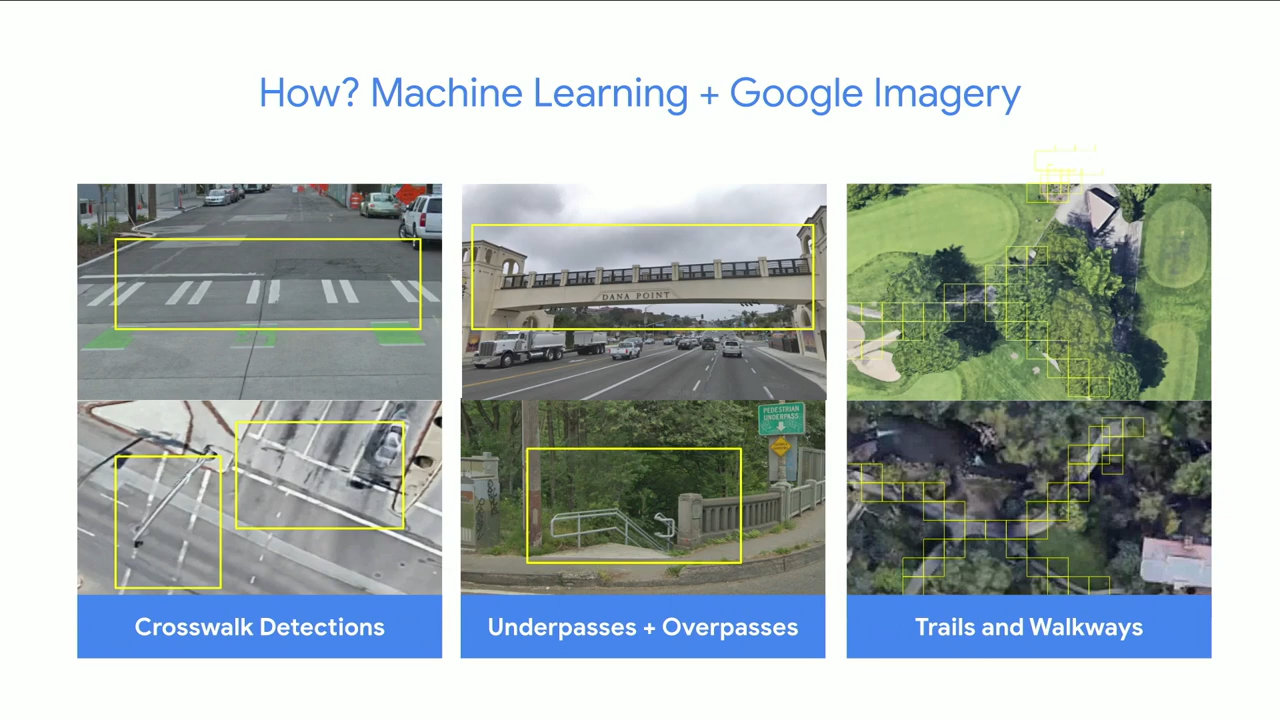 How? Machine Learning + Google Imagery
DANA POINT
PEDESTRIAN
UNDERPASS
Crosswalk Detections
Underpasses + Overpasses
Trails and Walkways